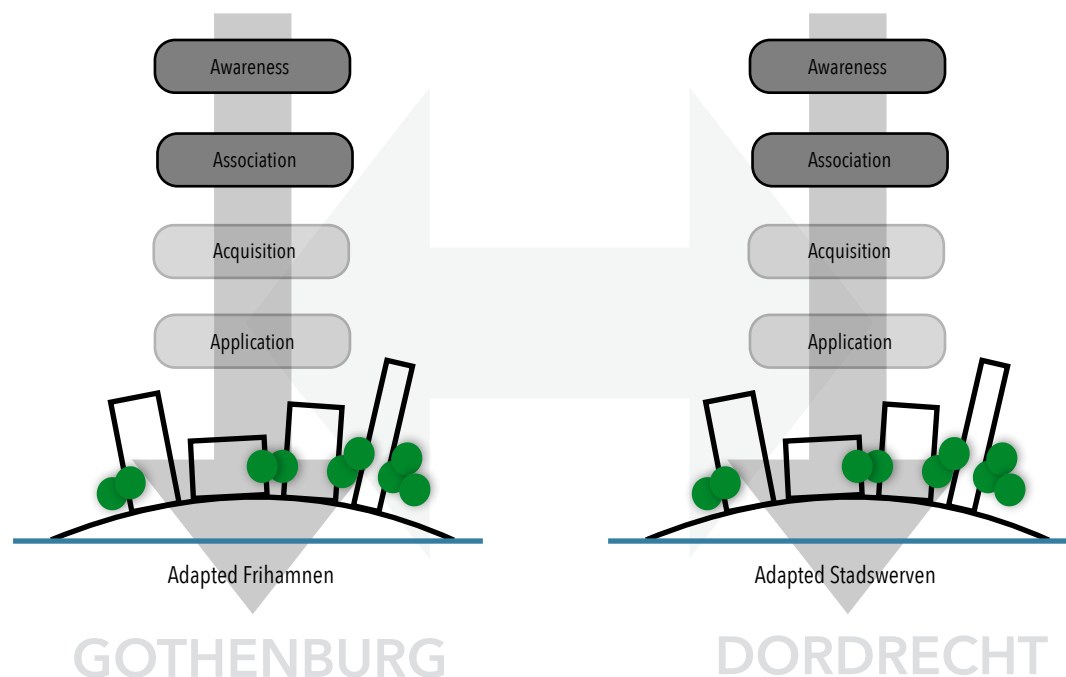 Awareness
Association
Acquisition
Application
Adapted Frihamnen
GOTHENBURG
Awareness
Association
Acquisition
Application
Adapted Stadswerven
DORDRECHT